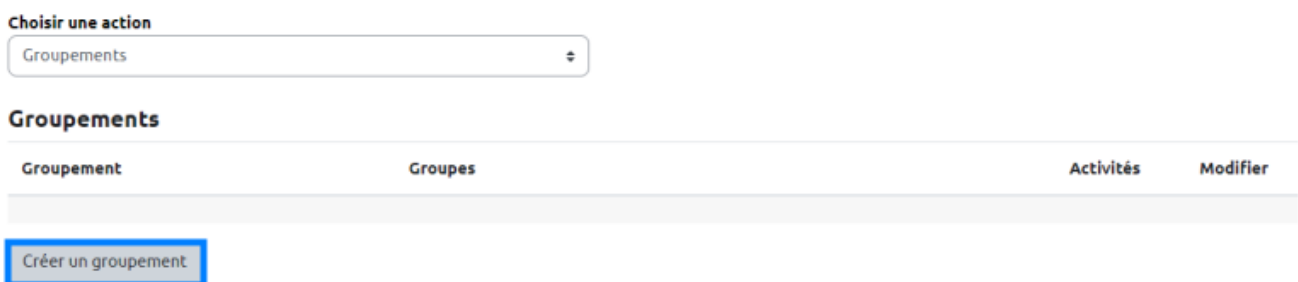 Choisir une action
Groupements
Groupements
Groupement Groupes Activités Modifier
Créer un groupement